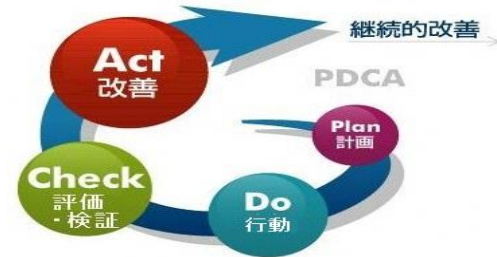 継続的改善
PDCA
Act
改善
Plan
計画
Check
評価
・検証
Do
行動